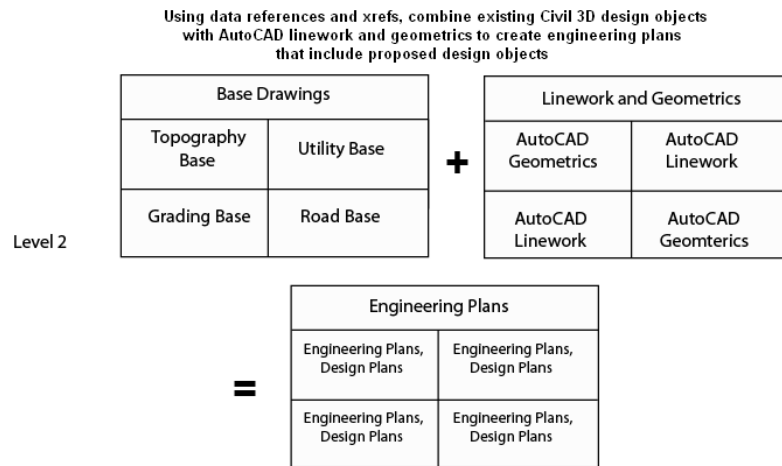 Using data references and xrefs, combine existing Civil 3D design objects
with AutoCAD linework and geometrics to create engineering plans
that include proposed design objects
Base Drawings
Topography
Base
Utility Base
Grading Base
Road Base
+
Linework and Geometrics
AutoCAD
Geometrics
AutoCAD
Linework
AutoCAD
Linework
AutoCAD
Geomterics
Level 2
=
Engineering Plans
Engineering Plans,
Design Plans
Engineering Plans,
Design Plans
Engineering Plans,
Design Plans
Engineering Plans,
Design Plans